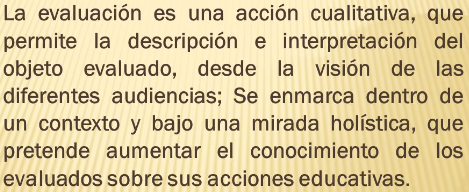 La evaluación es una acción cualitativa, que
permite la descripción e interpretación del
objeto evaluado, desde la visión de las
diferentes audiencias; Se enmarca dentro de
un contexto y bajo una mirada holística, que
pretende aumentar el conocimiento de los
evaluados sobre sus acciones educativas.